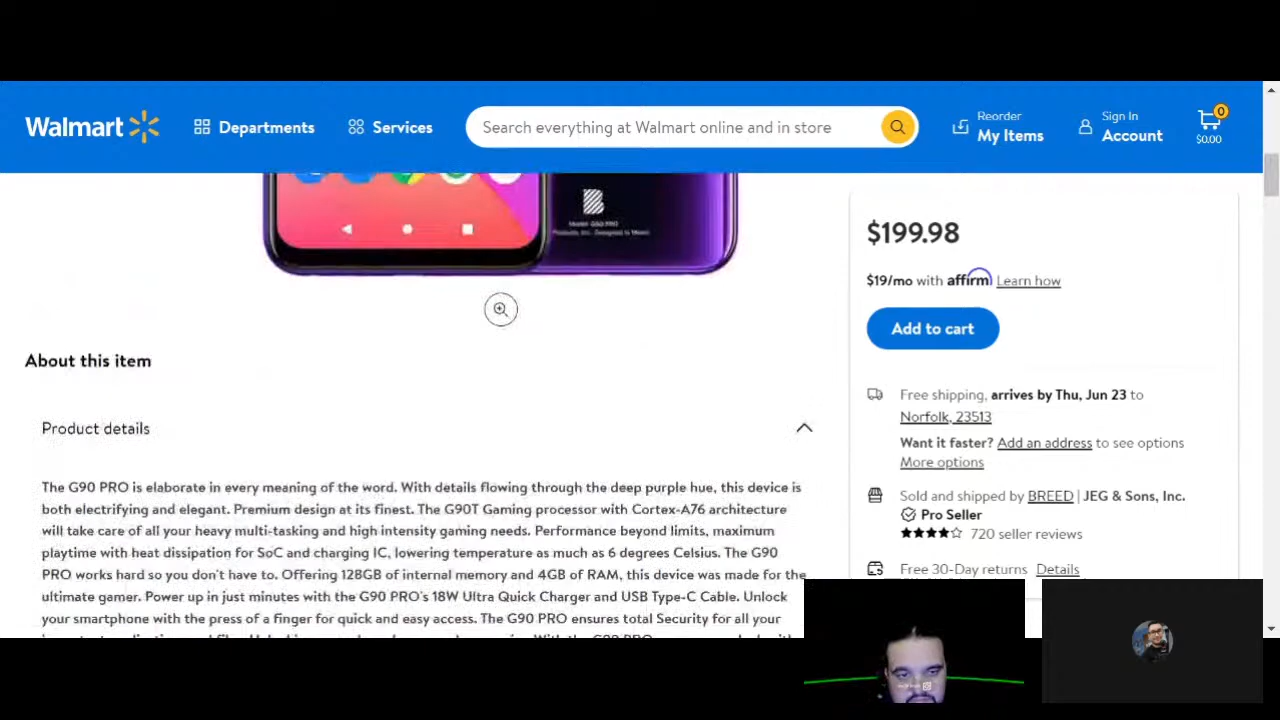 Walmart
Departments
Services
Search everything at Walmart online and in store
Reorder
My Items
Sign In
Account
0
$0.00
Model: G90 PRO
$199.98
$19/mo with affirm Learn how
Add to cart
About this item
Free shipping, arrives by Thu, Jun 23 to
Norfolk, 23513
Want it faster? Add an address to see options
More options
Product details
The G90 PRO is elaborate in every meaning of the word. With details flowing through the deep purple hue, this device is
both electrifying and elegant. Premium design at its finest. The G90T Gaming processor with Cortex-A76 architecture
will take care of all your heavy multi-tasking and high intensity gaming needs. Performance beyond limits, maximum
playtime with heat dissipation for SoC and charging IC, lowering temperature as much as 6 degrees Celsius. The G90
PRO works hard so you don't have to. Offering 128GB of internal memory and 4GB of RAM, this device was made for the
ultimate gamer. Power up in just minutes with the G90 PRO's 18W Ultra Quick Charger and USB Type-C Cable. Unlock
your smartphone with the press of a finger for quick and easy access. The G90 PRO ensures total Security for all your
Sold and shipped by BREED | JEG & Sons, Inc.
Pro Seller
720 seller reviews
Free 30-Day returns Details